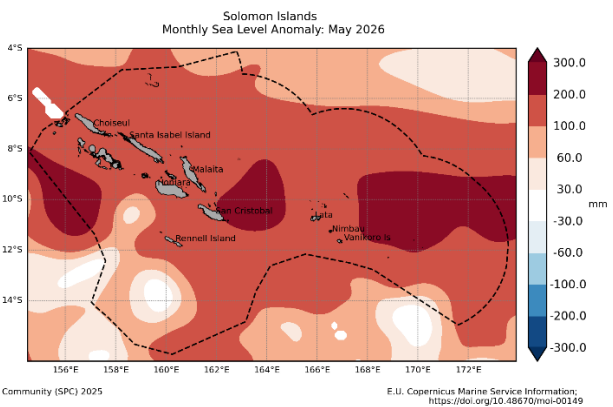 Solomon Islands
Monthly Sea Level Anomaly: May 2026
4°S
6°S
8°S
10°S
12°S
14°S
156°E
158°E
160°E
162°E
164°E
166°E
168°E
170°E
172°E
Choiseul
Santa Isabel Island
Malaita
Honiara
San Cristobal
Lata
Nimbau
Vanikoro Is
Rennell Island
300.0
200.0
100.0
60.0
30.0
-30.0
-60.0
-100.0
-200.0
-300.0
mm
Community (SPC) 2025
E.U. Copernicus Marine Service Information;
https://doi.org/10.48670/moi-00149